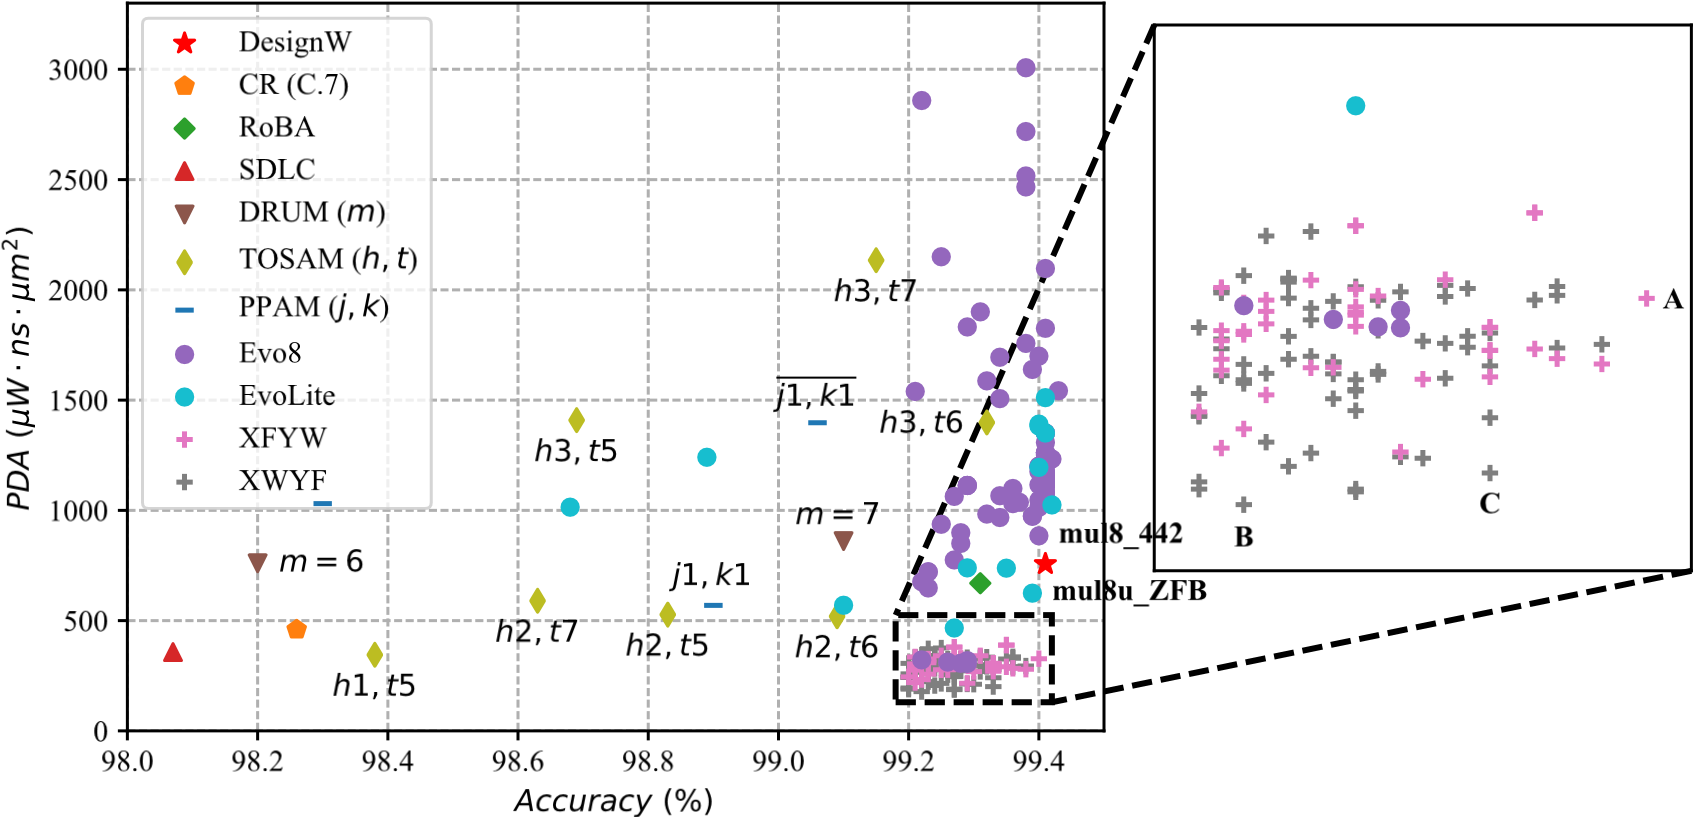 DesignW
CR (C.7)
RoBA
SDLC
DRUM (m)
TOSAM (h, t)
PPAM (j, k)
Evo8
EvoLite
XFYW
XWYF
3000
2500
2000
1500
1000
500
0
PDA (μW · ns · μm²)
98.0 98.2 98.4 98.6 98.8 99.0 99.2 99.4
Accuracy (%)
h3, t7
j1, k1
h3, t6
h3, t5
m = 7
m = 6
mul8_442
j1, k1
mul8u_ZFB
h2, t7
h2, t5
h2, t6
h1, t5
A
C
B